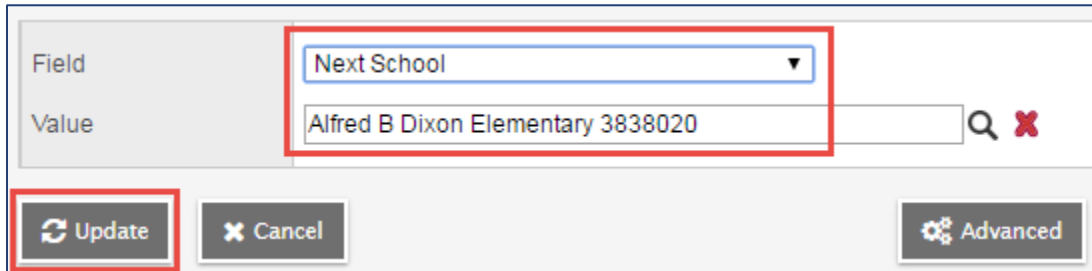 Field Next School
Value Alfred B Dixon Elementary 3838020
Update Cancel Advanced